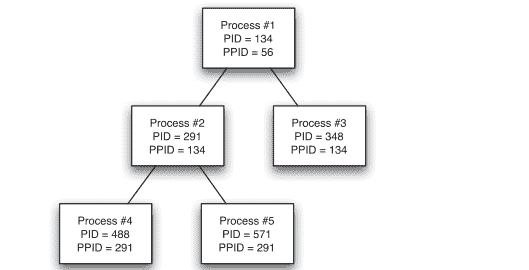 Process #1
PID = 134
PPID = 56
Process #2
PID = 291
PPID = 134
Process #3
PID = 348
PPID = 134
Process #4
PID = 488
PPID = 291
Process #5
PID = 571
PPID = 291